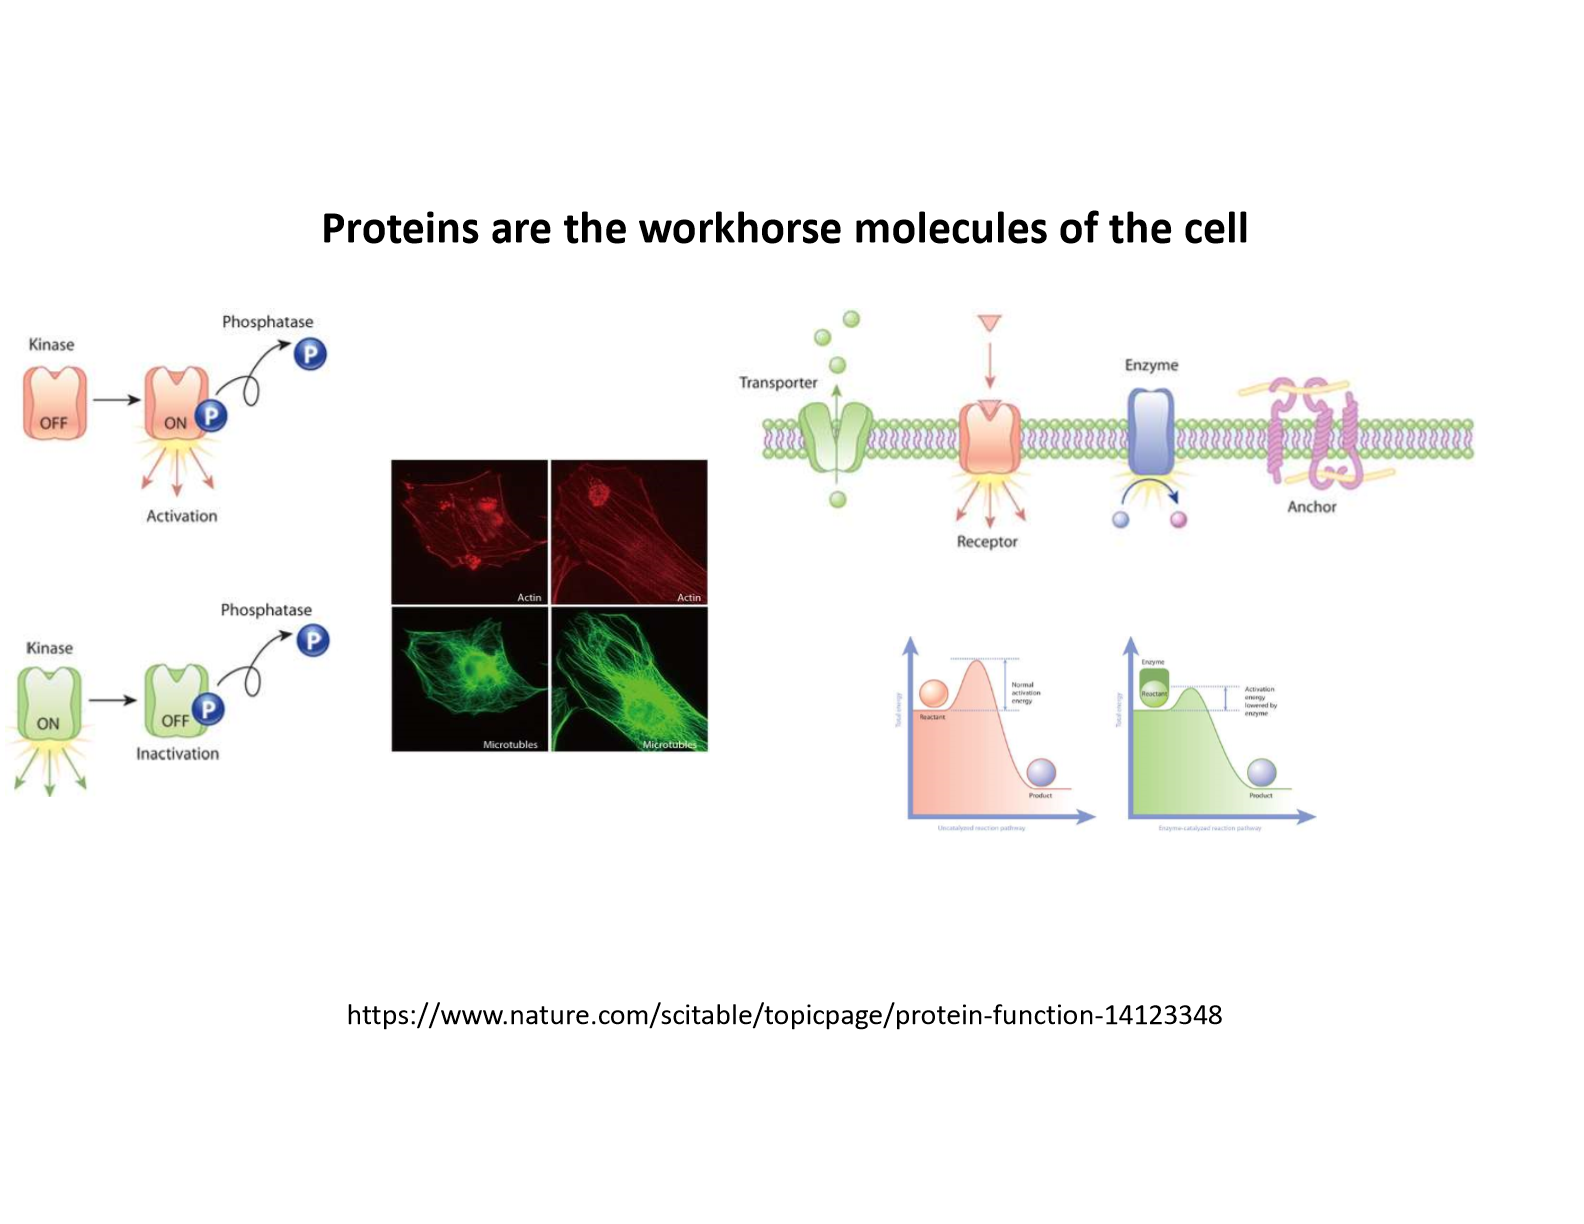 Proteins are the workhorse molecules of the cell
Phosphatase
Kinase
P
OFF
ON
P
Activation
Phosphatase
P
Kinase
ON
OFF
P
Inactivation
Actin
Actin
Microtubles
Microtubles
Transporter
Receptor
Enzyme
Anchor
Total energy
Reactant
Normal
activation
energy
Product
Uncatalyzed reaction pathway
Total energy
Enzyme
Reactant
Activation
energy
lowered by
enzyme
Product
Enzyme-catalyzed reaction pathway
https://www.nature.com/scitable/topicpage/protein-function-14123348